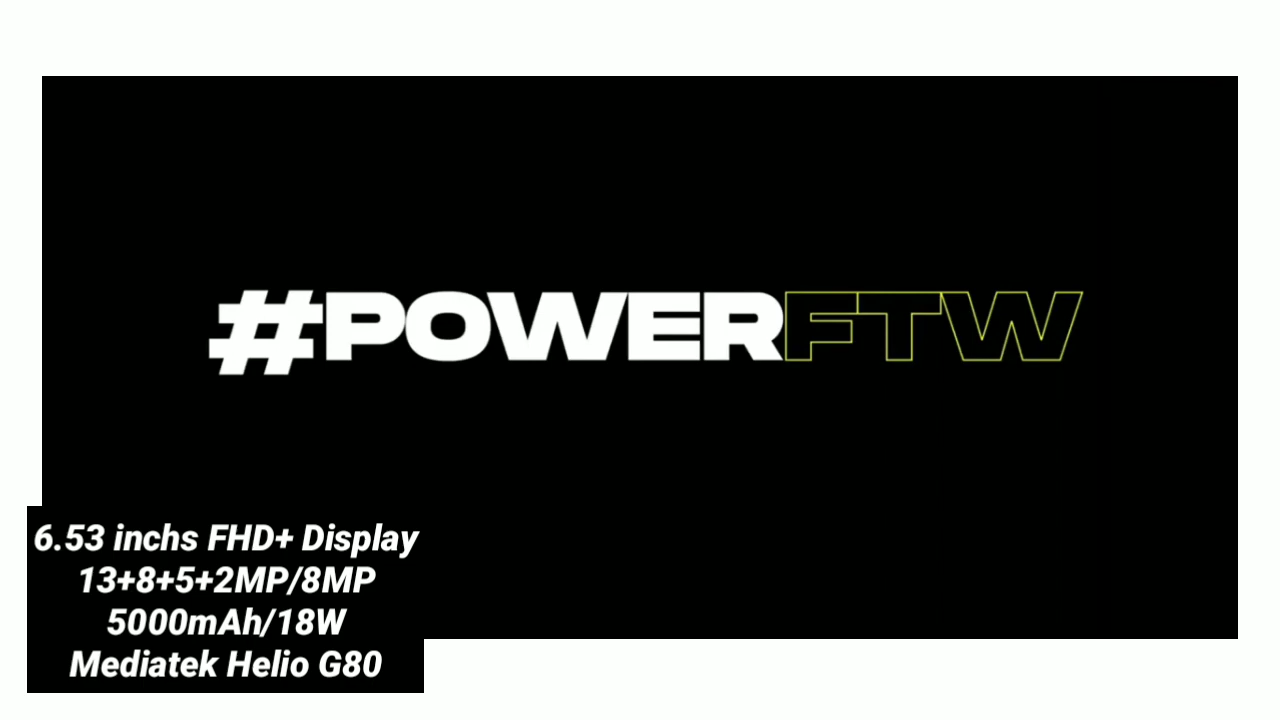 #POWERFTW
6.53 inchs FHD+ Display
13+8+5+2MP/8MP
5000mAh/18W
Mediatek Helio G80